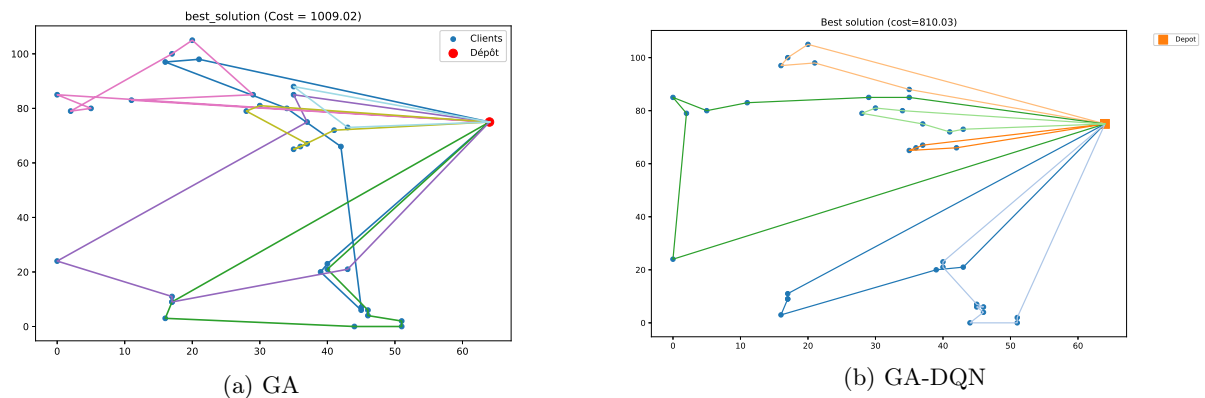 best_solution (Cost = 1009.02)
Clients
Dépôt
100
80
60
40
20
0
0 10 20 30 40 50 60
(a) GA
Best solution (cost=810.03)
Depot
100
80
60
40
20
0
0 10 20 30 40 50 60
(b) GA-DQN